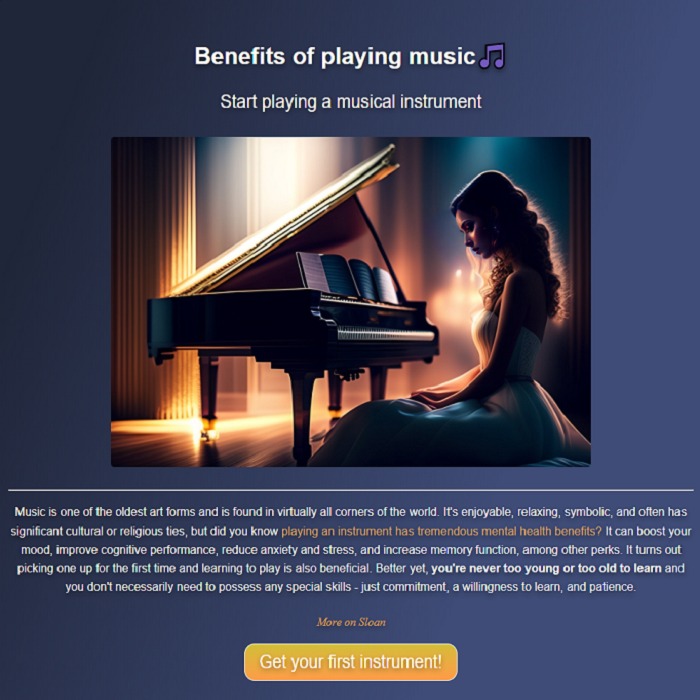 Benefits of playing music🎵
Start playing a musical instrument
Music is one of the oldest art forms and is found in virtually all corners of the world. It's enjoyable, relaxing, symbolic, and often has
significant cultural or religious ties, but did you know playing an instrument has tremendous mental health benefits? It can boost your
mood, improve cognitive performance, reduce anxiety and stress, and increase memory function, among other perks. It turns out
picking one up for the first time and learning to play is also beneficial. Better yet, you're never too young or too old to learn and
you don't necessarily need to possess any special skills - just commitment, a willingness to learn, and patience.
More on Sloan
Get your first instrument!